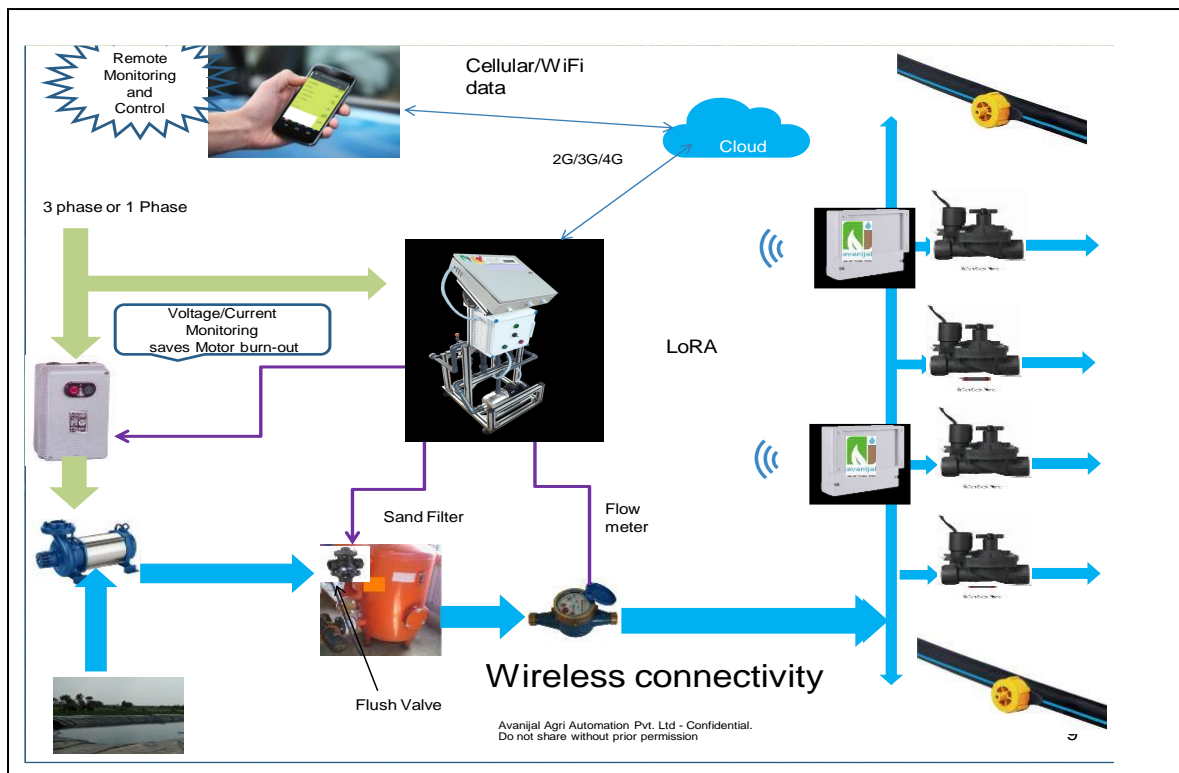 Remote
Monitoring
and
Control
Cellular/WiFi
data
Cloud
2G/3G/4G
3 phase or 1 Phase
Voltage/Current
Monitoring
saves Motor burn-out
LoRA
avanijal
avanijal
Sand Filter
Flow
meter
Flush Valve
Wireless connectivity
Avanijal Agri Automation Pvt. Ltd - Confidential.
Do not share without prior permission
9